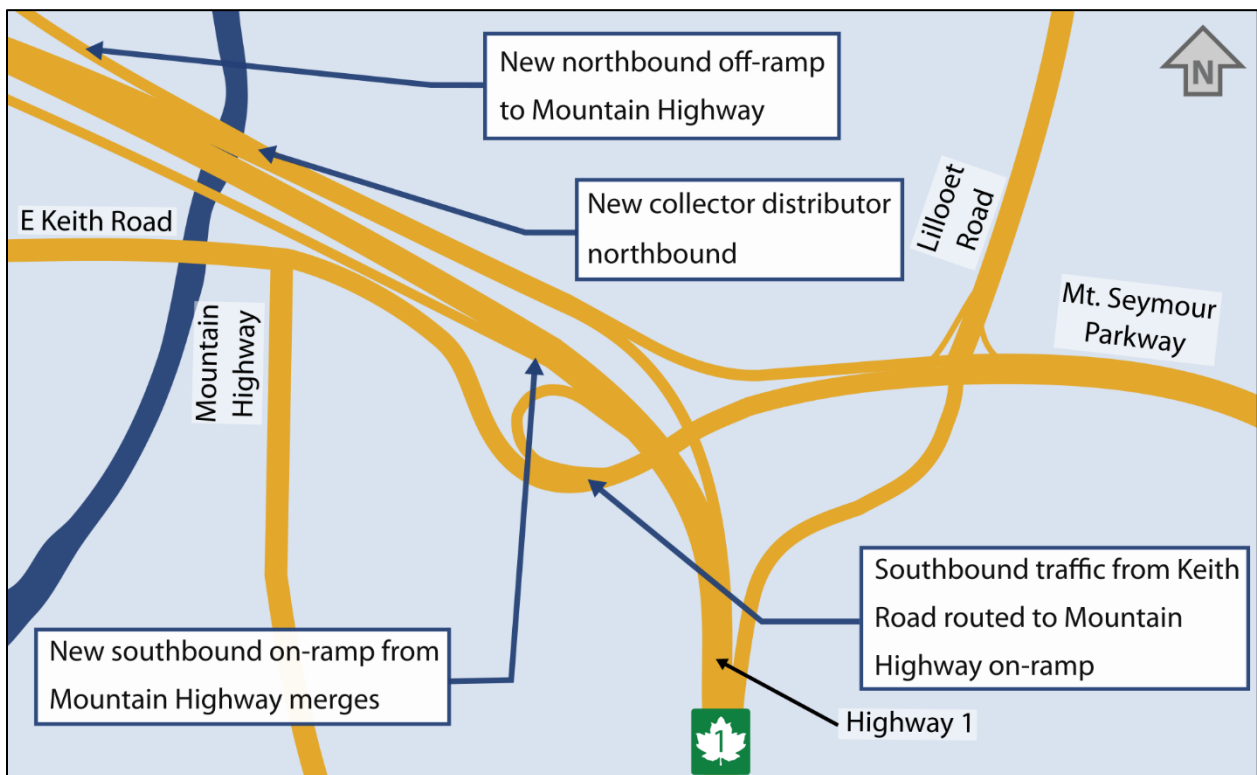 New northbound off-ramp
to Mountain Highway
N
New collector distributor
northbound
E Keith Road
Lillooet
Road
Mt. Seymour
Parkway
Mountain
Highway
Southbound traffic from Keith
Road routed to Mountain
Highway on-ramp
New southbound on-ramp from
Mountain Highway merges
Highway 1
1